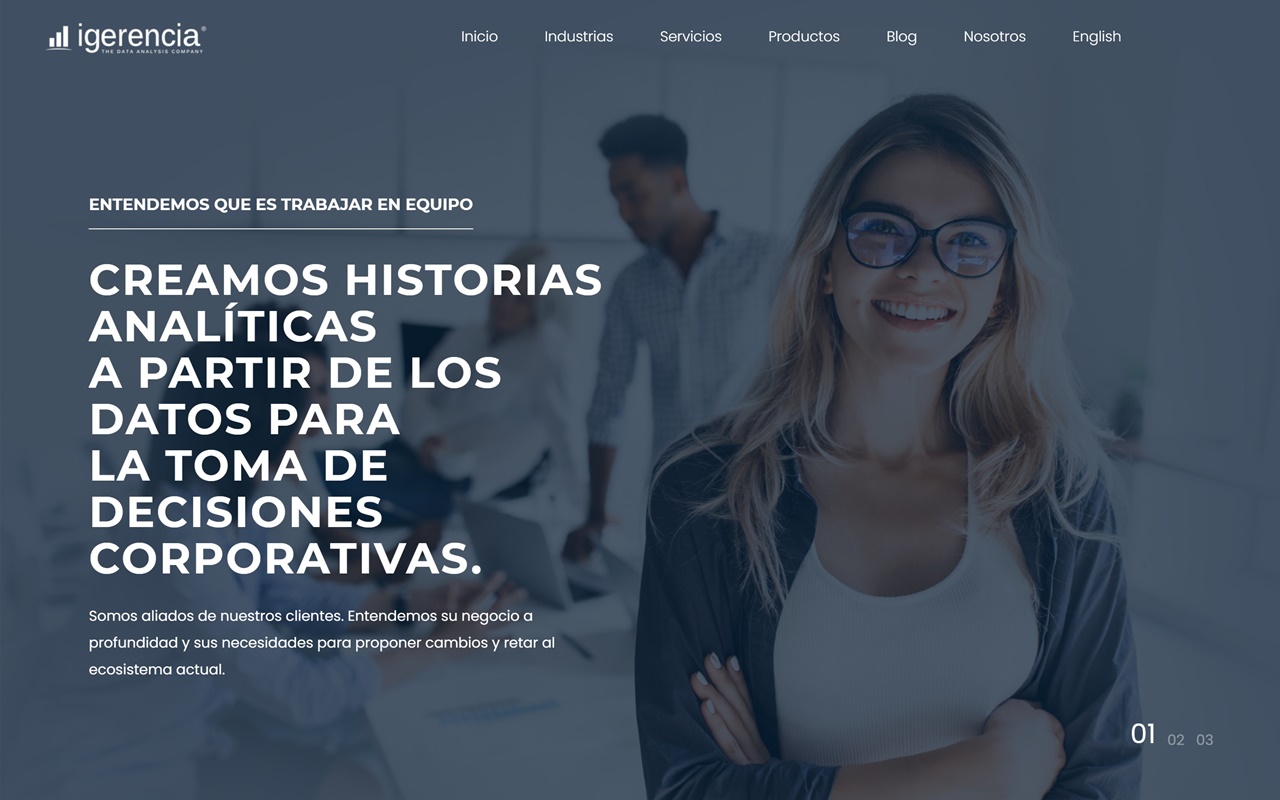 igerencia®
THE DATA ANALYSIS COMPANY
Inicio Industrias Servicios Productos Blog Nosotros English
ENTENDEMOS QUE ES TRABAJAR EN EQUIPO
CREAMOS HISTORIAS
ANALÍTICAS
A PARTIR DE LOS
DATOS PARA
LA TOMA DE
DECISIONES
CORPORATIVAS.
Somos aliados de nuestros clientes. Entendemos su negocio a
profundidad y sus necesidades para proponer cambios y retar al
ecosistema actual.
01 02 03